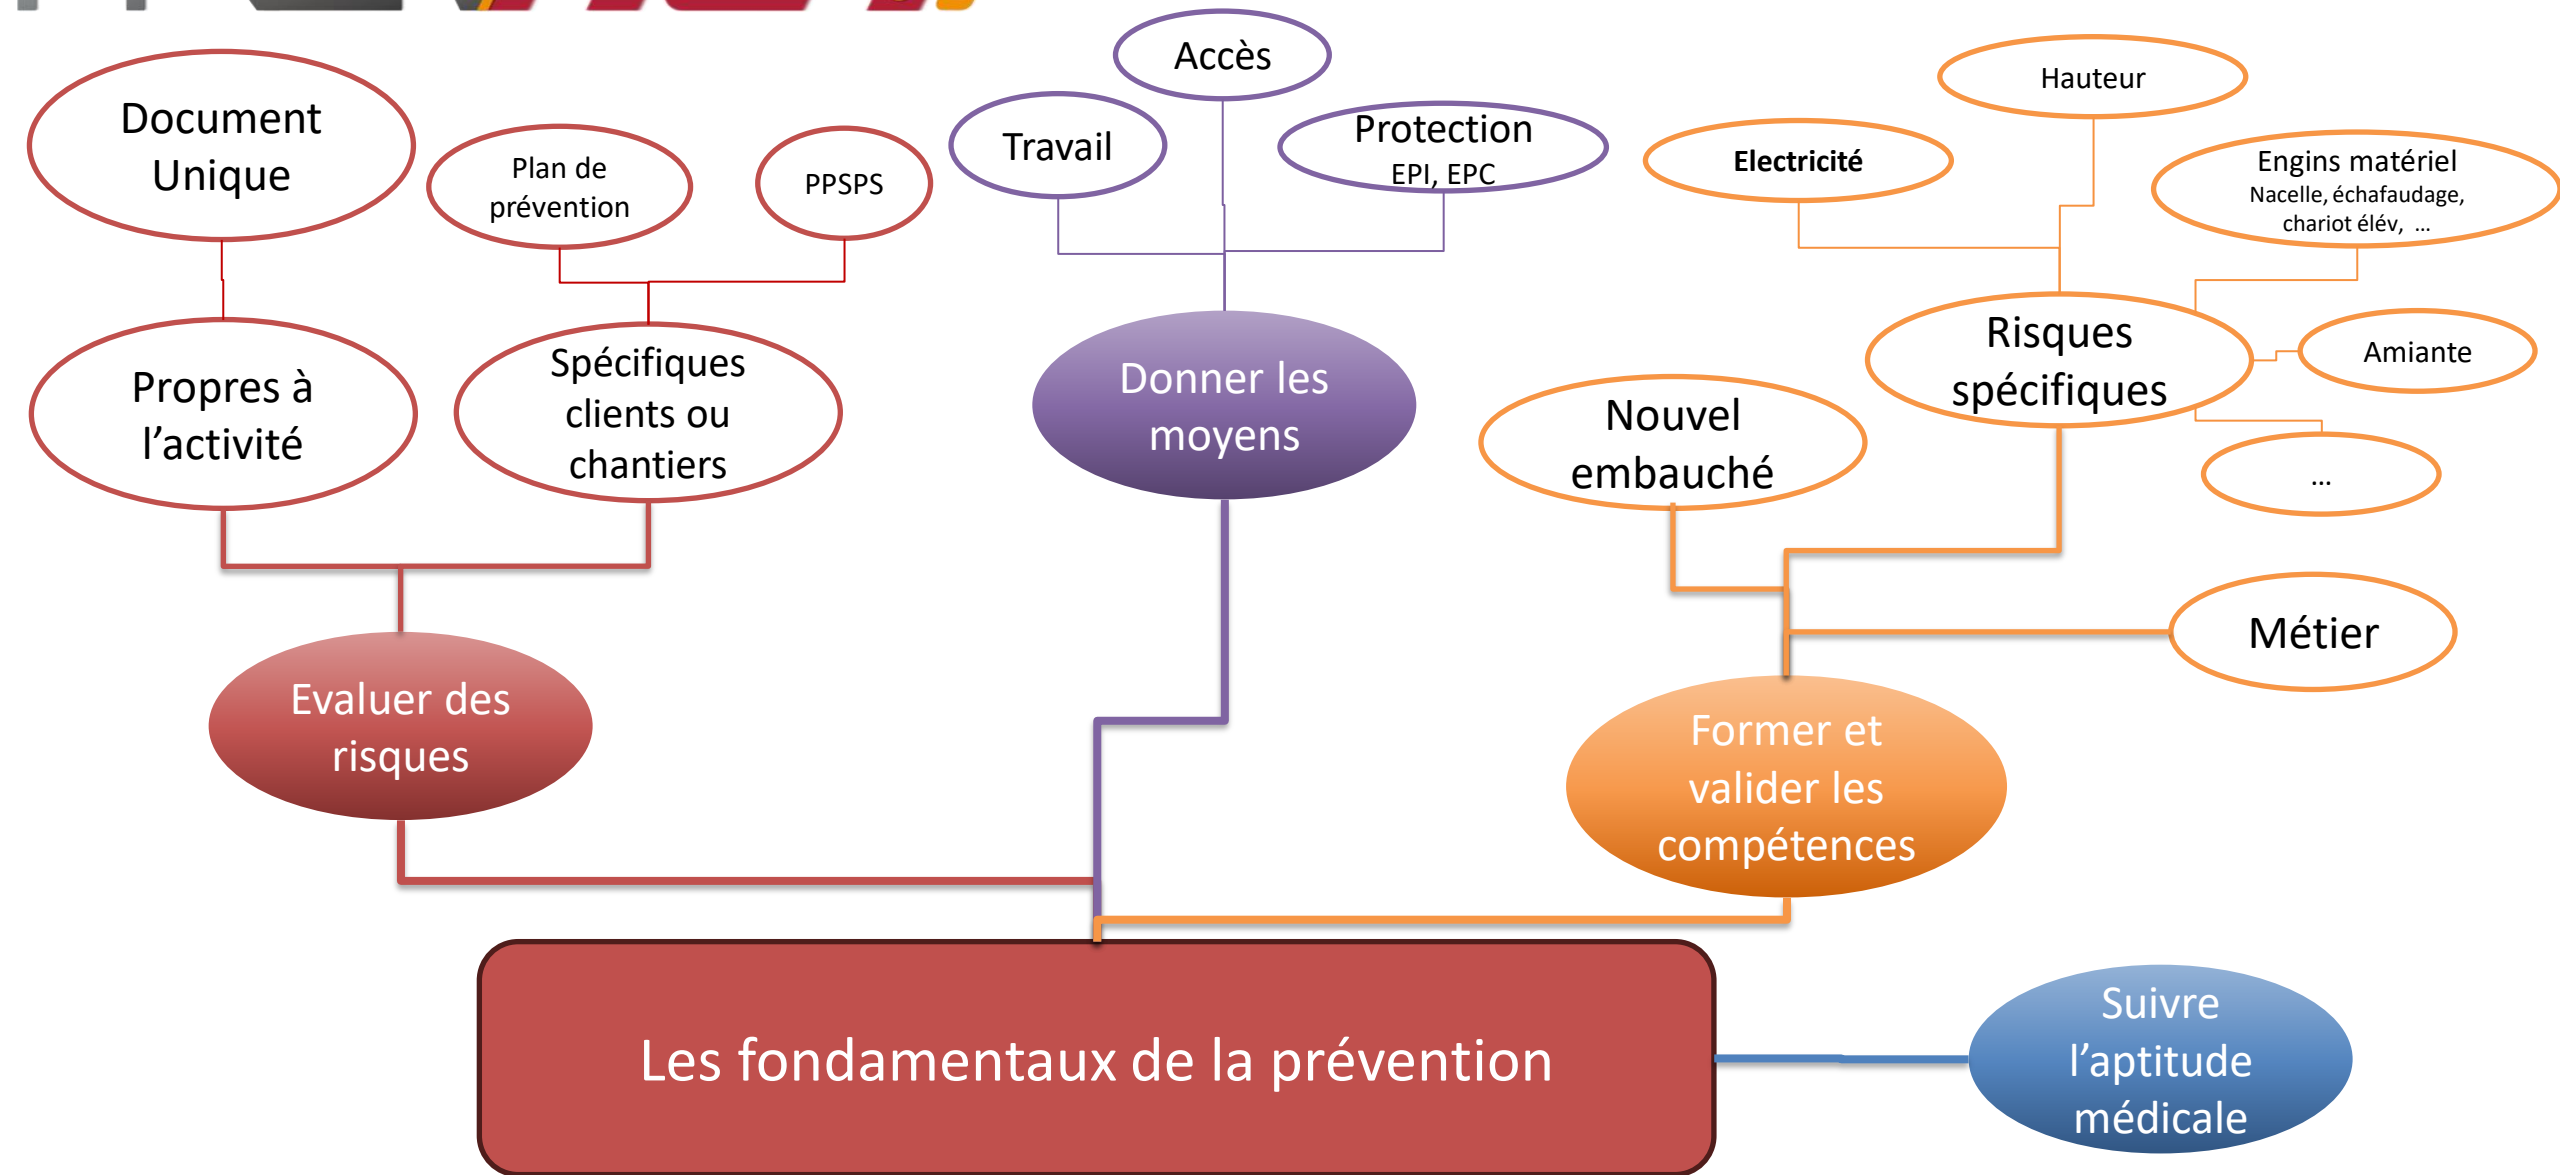 Document
Unique
Plan de
prévention
PPSPS
Travail
Accès
Protection
EPI, EPC
Electricité
Hauteur
Engins matériel
Nacelle, échafaudage,
chariot élév, ...
Propres à
l’activité
Spécifiques
clients ou
chantiers
Donner les
moyens
Nouvel
embauché
Risques
spécifiques
Amiante
...
Métier
Evaluer des
risques
Former et
valider les
compétences
Les fondamentaux de la prévention
Suivre
l’aptitude
médicale